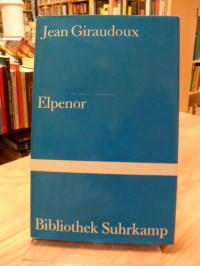 Jean Giraudoux
Elpenor
Bibliothek Suhrkamp